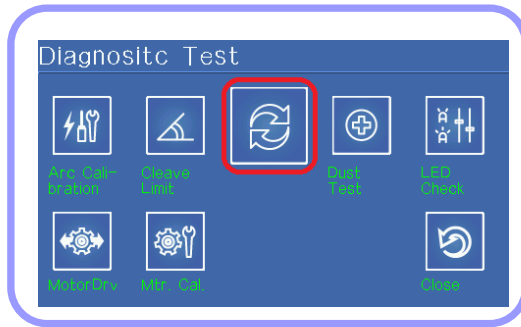 Diagnositc Test
Arc Cali-
bration
Cleave
Limit
Dust
Test
LED
Check
MotorDrv
Mtr. Cal.
Close